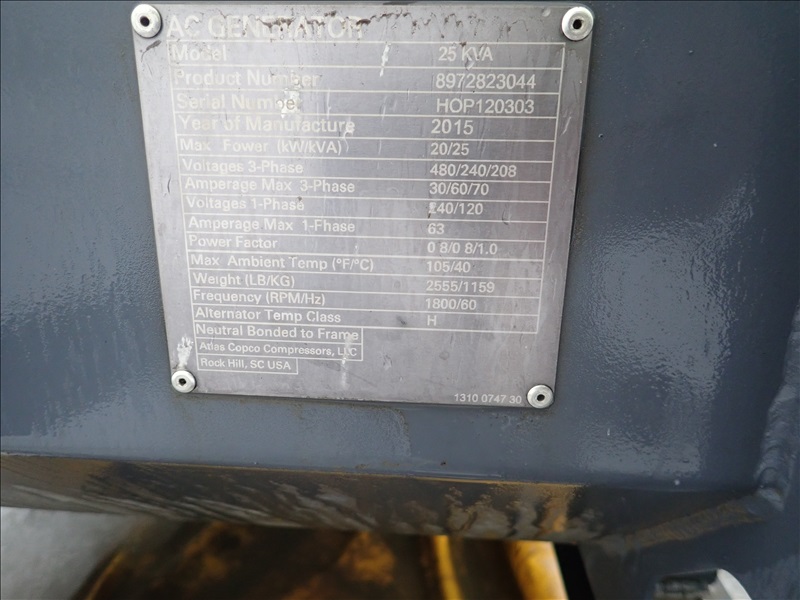 AC GENERATOR
Model 25 KVA
Product Number 8972823044
Serial Number HOP120303
Year of Manufacture 2015
Max Power (kW/kVA) 20/25
Voltages 3-Phase 480/240/208
Amperage Max 3-Phase 30/60/70
Voltages 1-Phase 240/120
Amperage Max 1-Phase 63
Power Factor 0 8/0 8/1.0
Max Ambient Temp (°F/°C) 105/40
Weight (LB/KG) 2555/1159
Frequency (RPM/Hz) 1800/60
Alternator Temp Class H
Neutral Bonded to Frame
Atlas Copco Compressors, LLC
Rock Hill, SC USA
1310 0747 30